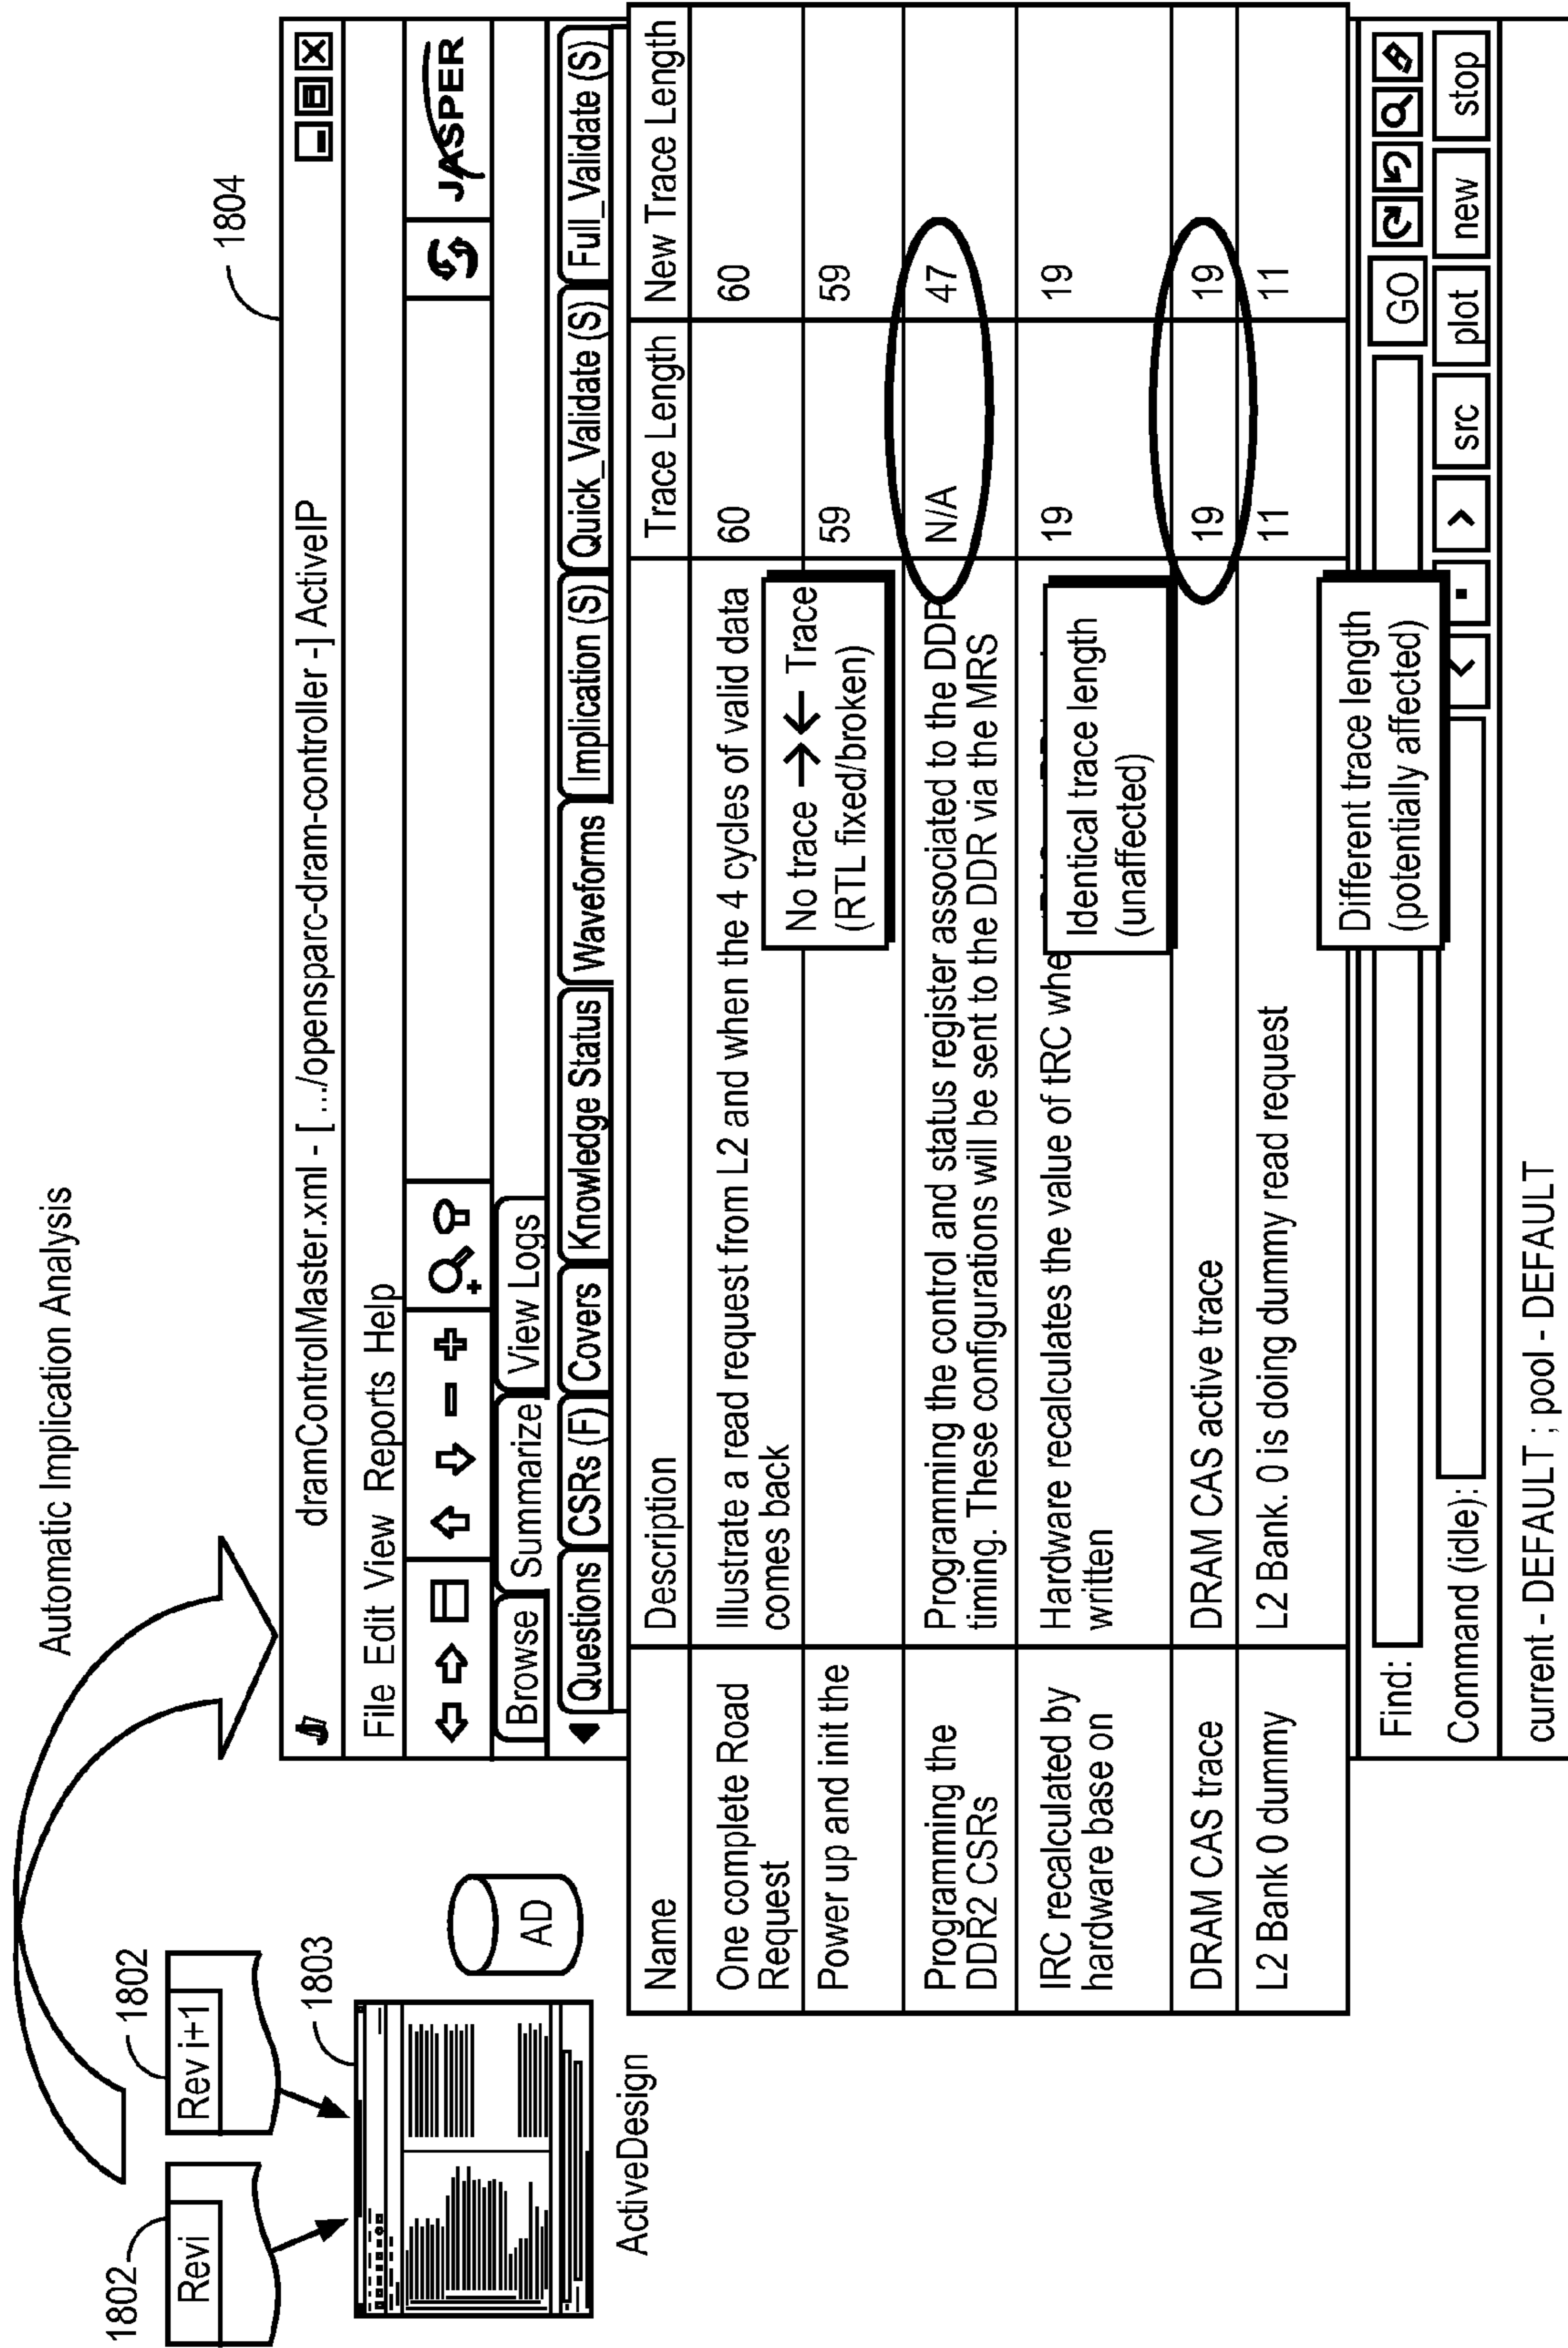 Automatic Implication Analysis
1802
Revi
1802
Rev i+1
1803
ActiveDesign
AD
1804
dramControlMaster.xml - [ .../opensparc-dram-controller -] ActiveIP
File Edit View Reports Help
JASPER
Browse Summarize View Logs
Questions CSRs (F) Covers Knowledge Status Waveforms Implication (S) Quick_Validate (S) Full_Validate (S)
Name Description Trace Length New Trace Length
One complete Road Illustrate a read request from L2 and when the 4 cycles of valid data 60 60
Request comes back
Power up and init the 59 59
No trace →← Trace
(RTL fixed/broken)
Programming the Programming the control and status register associated to the DDR N/A 47
DDR2 CSRs timing. These configurations will be sent to the DDR via the MRS
IRC recalculated by Hardware recalculates the value of tRC whe 19 19
hardware base on written
Identical trace length
(unaffected)
DRAM CAS trace DRAM CAS active trace 19 19
L2 Bank 0 dummy L2 Bank. 0 is doing dummy read request 11 11
Different trace length
(potentially affected)
Find: GO
Command (idle): < . > src plot new stop
current - DEFAULT ; pool - DEFAULT